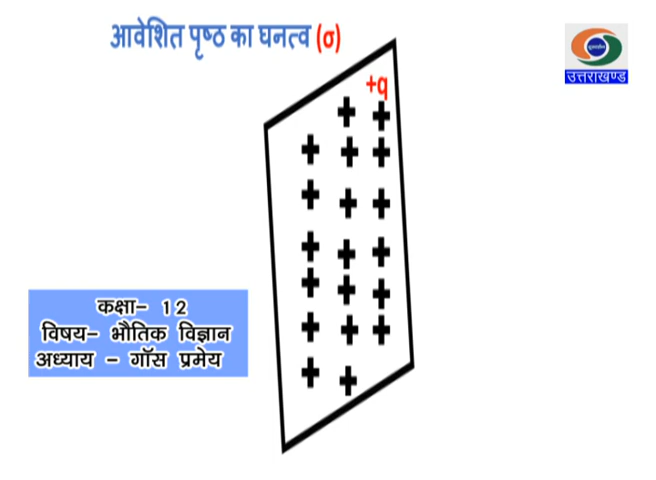 आवेशित पृष्ठ का घनत्व (σ)
+q
उत्तराखण्ड
कक्षा– 12
विषय– भौतिक विज्ञान
अध्याय – गॉस प्रमेय